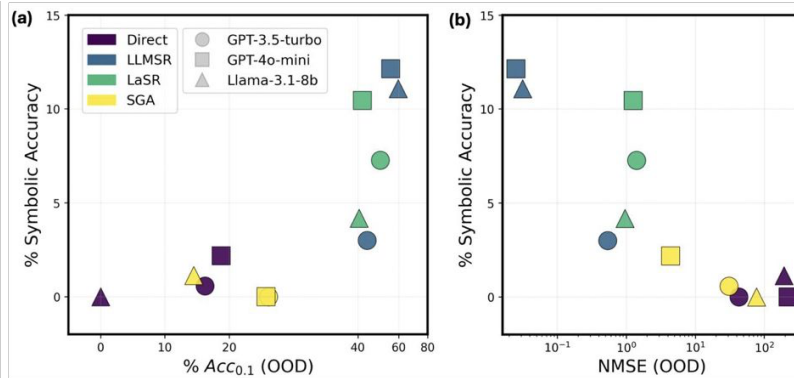 (a)
Direct
LLMSR
LaSR
SGA
GPT-3.5-turbo
GPT-4o-mini
Llama-3.1-8b
% Symbolic Accuracy
15
10
5
0
0 20 20 40 60 80
% Acc0.1 (OOD)
(b)
% Symbolic Accuracy
15
10
5
0
10⁻¹ 10⁰ 10¹ 10²
NMSE (OOD)